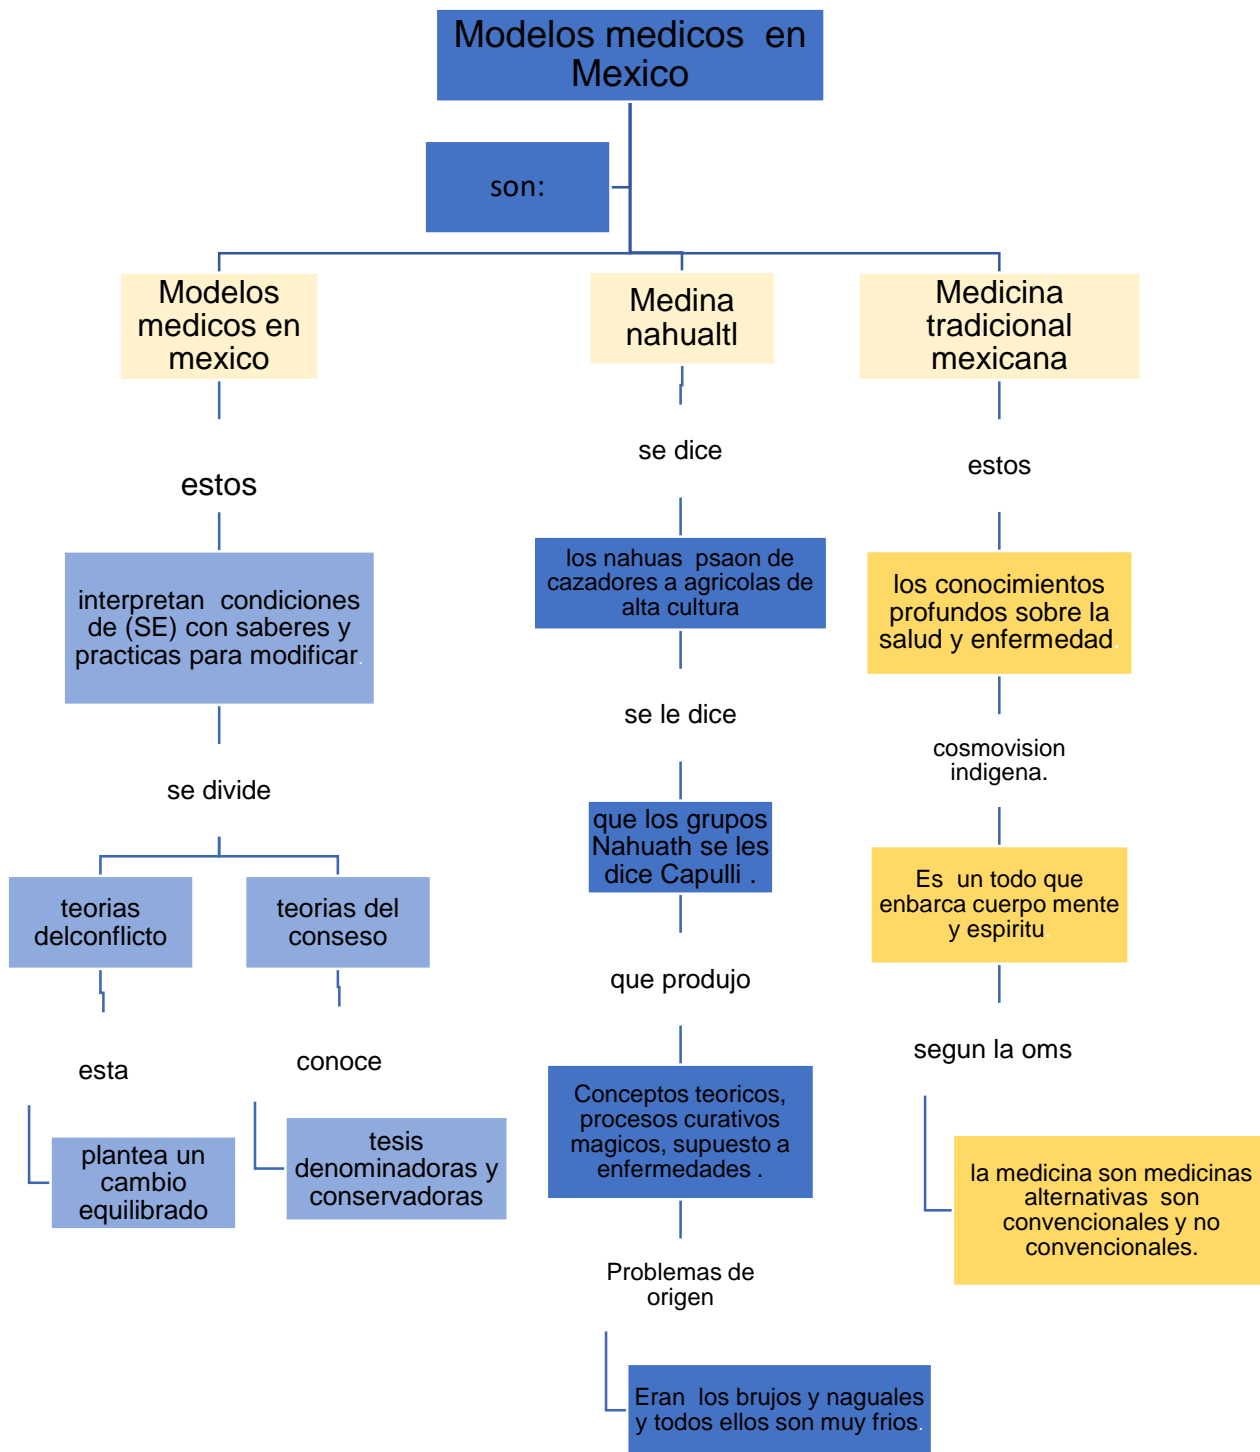 Modelos medicos en
Mexico
son:
Modelos
medicos en
mexico
estos
interpretan condiciones
de (SE) con saberes y
practicas para modificar.
se divide
teorias
delconflicto
esta
plantea un
cambio
equilibrado
teorias del
conseso
conoce
tesis
denominadoras y
conservadoras
Medina
nahualtl
se dice
los nahuas psaon de
cazadores a agricolas de
alta cultura
se le dice
que los grupos
Nahuath se les
dice Capulli .
que produjo
Conceptos teoricos,
procesos curativos
magicos, supuesto a
enfermedades .
Problemas de
origen
Eran los brujos y naguales
y todos ellos son muy frios.
Medicina
tradicional
mexicana
estos
los conocimientos
profundos sobre la
salud y enfermedad.
cosmovision
indigena.
Es un todo que
enbarca cuerpo mente
y espiritu.
segun la oms
la medicina son medicinas
alternativas son
convencionales y no
convencionales.